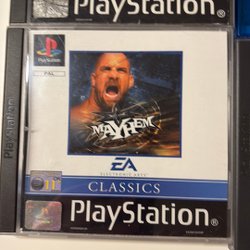 PlayStation
PAL
PlayStation
MAYHEM
EA
ELECTRONIC ARTS
CLASSICS
PlayStation